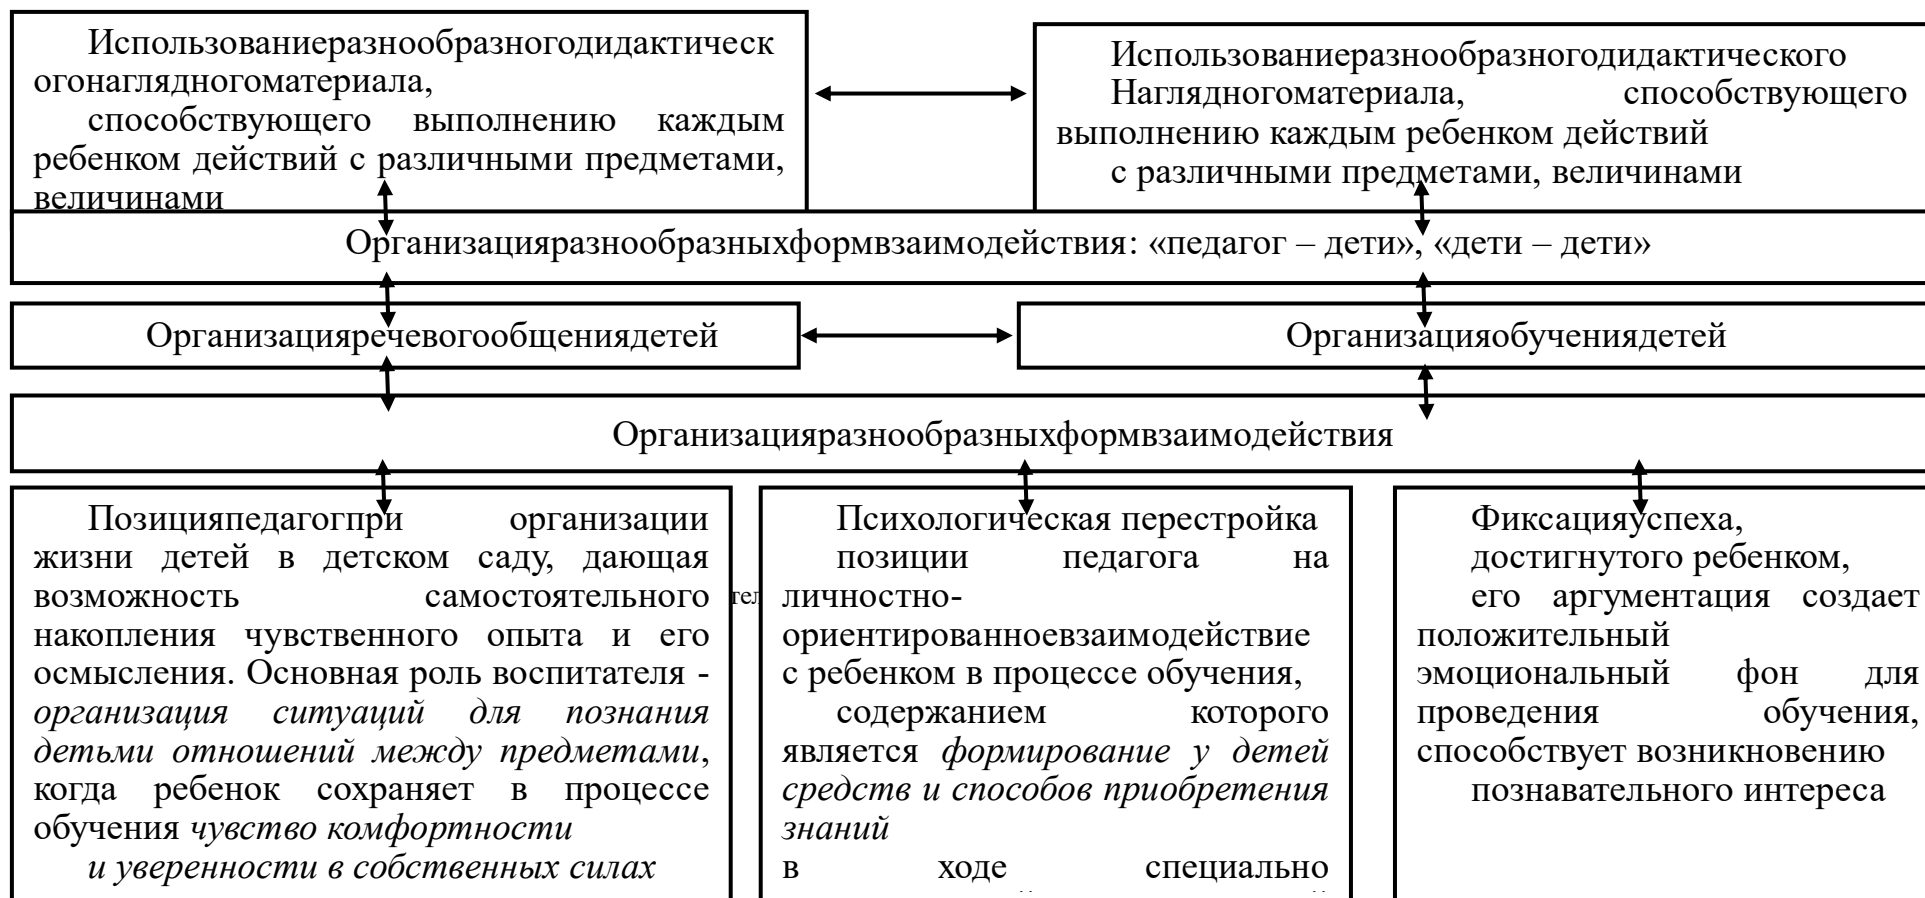 Использованиеразнообразногодидактическ
огонаглядногоматериала,
способствующего выполнению каждым
ребенком действий с различными предметами,
величинами
Использованиеразнообразногодидактического
Наглядногоматериала, способствующего
выполнению каждым ребенком действий
с различными предметами, величинами
Организацияразнообразныхформвзаимодействия: «педагог – дети», «дети – дети»
Организацияречевогообщениядетей
Организацияобучениядетей
Организацияразнообразныхформвзаимодействия
Позицияпедагогпри организации
жизни детей в детском саду, дающая
возможность самостоятельного
накопления чувственного опыта и его
осмысления. Основная роль воспитателя -
организация ситуаций для познания
детьми отношений между предметами,
когда ребенок сохраняет в процессе
обучения чувство комфортности
и уверенности в собственных силах
Психологическая перестройка
позиции педагога на
личностно-
ориентированноевзаимодействие
с ребенком в процессе обучения,
содержанием которого
является формирование у детей
средств и способов приобретения
знаний
в ходе специально
Фиксацияуспеха,
достигнутого ребенком,
его аргументация создает
положительный
эмоциональный фон для
проведения обучения,
способствует возникновению
познавательного интереса